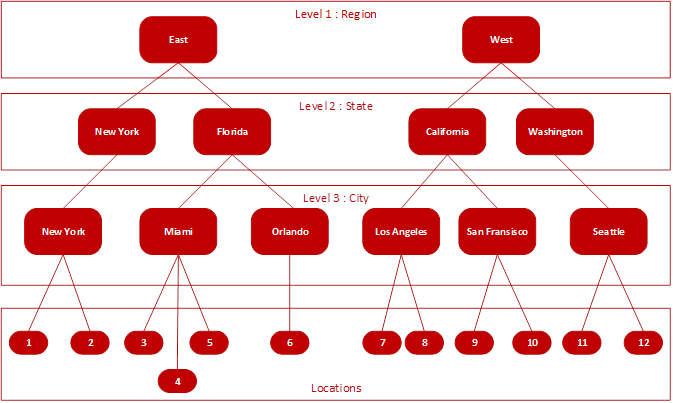 Level 1 : Region
East
West
Level 2 : State
New York
Florida
California
Washington
Level 3 : City
New York
Miami
Orlando
Los Angeles
San Fransisco
Seattle
1
2
3
5
6
7
8
9
10
11
12
4
Locations